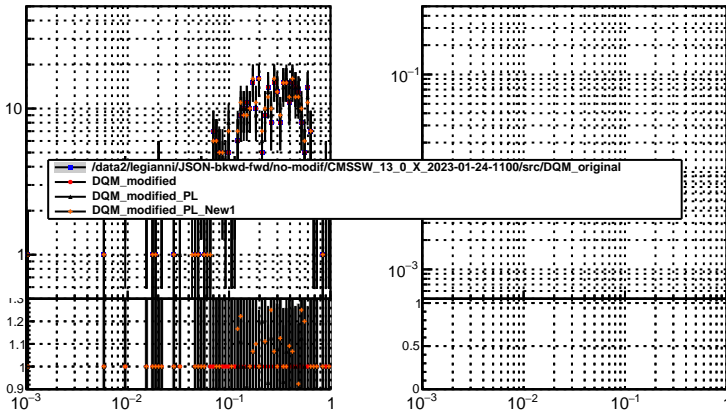 10
1
10⁻¹
10⁻³
/data2/legianni/JSON-bkwd-fwd/no-modif/CMSSW_13_0_X_2023-01-24-1100/src/DQM_original
DQM_modified
DQM_modified_PL
DQM_modified_PL_New1
1.3
1.2
1.1
1
0.9
10⁻³ 10⁻² 10⁻¹ 1
1
0.5
0
10⁻³ 10⁻² 10⁻¹ 1